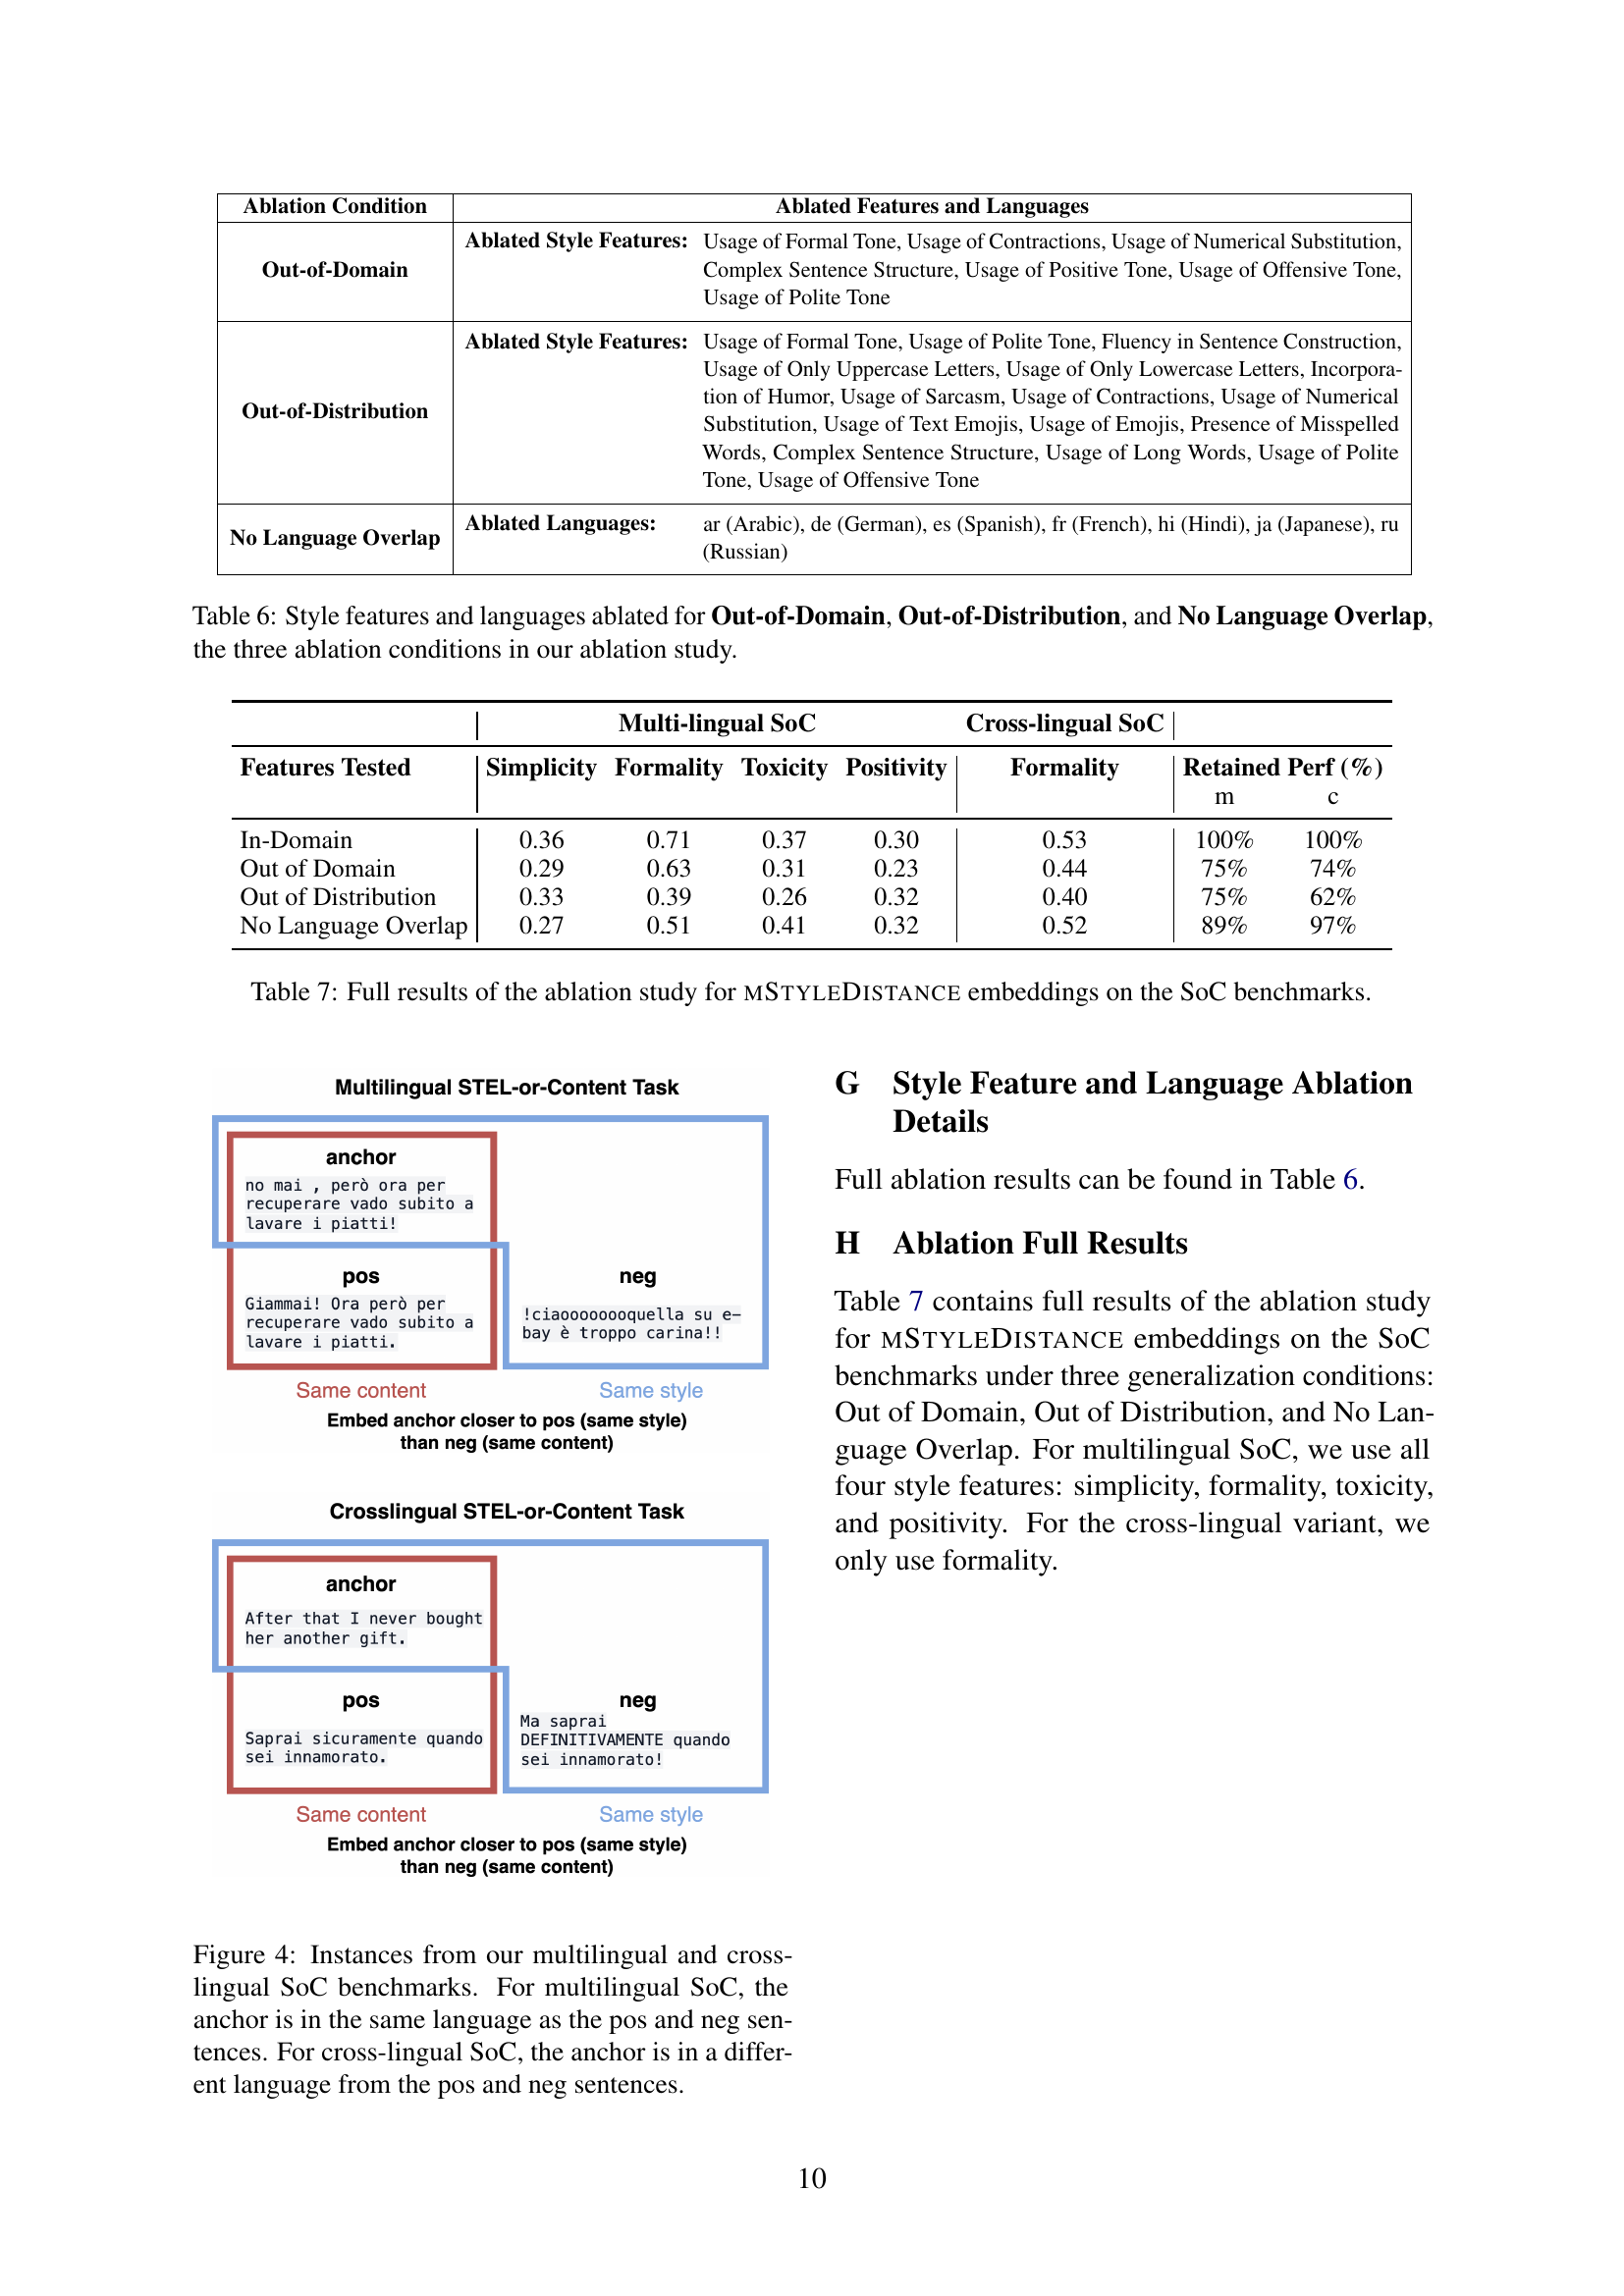 Ablation Condition Ablated Features and Languages
Out-of-Domain
Ablated Style Features: Usage of Formal Tone, Usage of Contractions, Usage of Numerical Substitution,
Complex Sentence Structure, Usage of Positive Tone, Usage of Offensive Tone,
Usage of Polite Tone
Out-of-Distribution
Ablated Style Features: Usage of Formal Tone, Usage of Polite Tone, Fluency in Sentence Construction,
Usage of Only Uppercase Letters, Usage of Only Lowercase Letters, Incorpora-
tion of Humor, Usage of Sarcasm, Usage of Contractions, Usage of Numerical
Substitution, Usage of Text Emojis, Usage of Emojis, Presence of Misspelled
Words, Complex Sentence Structure, Usage of Long Words, Usage of Polite
Tone, Usage of Offensive Tone
No Language Overlap
Ablated Languages: ar (Arabic), de (German), es (Spanish), fr (French), hi (Hindi), ja (Japanese), ru
(Russian)
Table 6: Style features and languages ablated for Out-of-Domain, Out-of-Distribution, and No Language Overlap,
the three ablation conditions in our ablation study.
Multi-lingual SoC Cross-lingual SoC
Features Tested Simplicity Formality Toxicity Positivity Formality Retained Perf (%)
m c
In-Domain 0.36 0.71 0.37 0.30 0.53 100% 100%
Out of Domain 0.29 0.63 0.31 0.23 0.44 75% 74%
Out of Distribution 0.33 0.39 0.26 0.32 0.40 75% 62%
No Language Overlap 0.27 0.51 0.41 0.32 0.52 89% 97%
Table 7: Full results of the ablation study for MSTYLEDISTANCE embeddings on the SoC benchmarks.
Multilingual STEL-or-Content Task
anchor
no mai , però ora per
recuperare vado subito a
lavare i piatti!
pos
Giammai! Ora però per
recuperare vado subito a
lavare i piatti.
neg
!ciaoooooooquella su e-
bay è troppo carina!!
Same content Same style
Embed anchor closer to pos (same style)
than neg (same content)
Crosslingual STEL-or-Content Task
anchor
After that I never bought
her another gift.
pos
Saprai sicuramente quando
sei innamorato.
neg
Ma saprai
DEFINITIVAMENTE quando
sei innamorato!
Same content Same style
Embed anchor closer to pos (same style)
than neg (same content)
Figure 4: Instances from our multilingual and cross-
lingual SoC benchmarks. For multilingual SoC, the
anchor is in the same language as the pos and neg sen-
tences. For cross-lingual SoC, the anchor is in a differ-
ent language from the pos and neg sentences.
G Style Feature and Language Ablation
Details
Full ablation results can be found in Table 6.
H Ablation Full Results
Table 7 contains full results of the ablation study
for MSTYLEDISTANCE embeddings on the SoC
benchmarks under three generalization conditions:
Out of Domain, Out of Distribution, and No Lan-
guage Overlap. For multilingual SoC, we use all
four style features: simplicity, formality, toxicity,
and positivity. For the cross-lingual variant, we
only use formality.
10